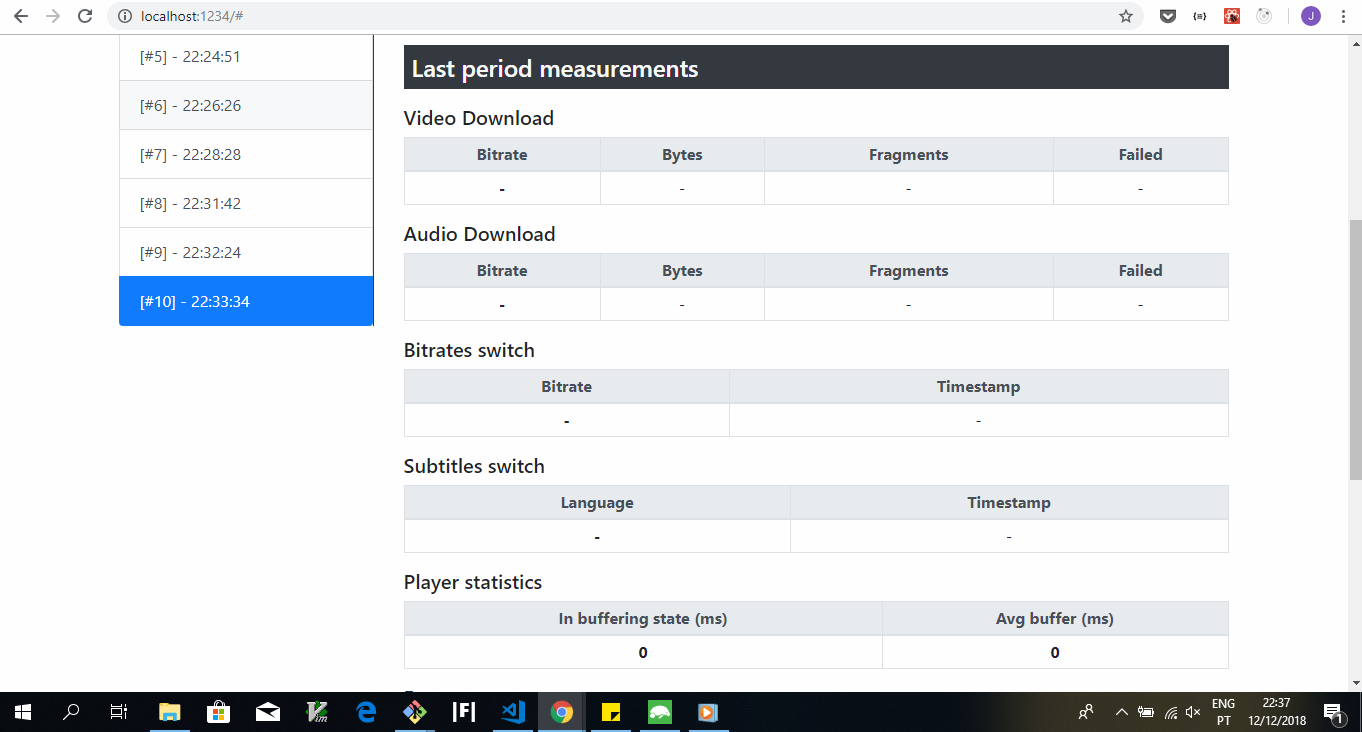 localhost:1234/#
J
[#5] - 22:24:51
[#6] - 22:26:26
[#7] - 22:28:28
[#8] - 22:31:42
[#9] - 22:32:24
[#10] - 22:33:34
Last period measurements
Video Download
Bitrate Bytes Fragments Failed
- - - -
Audio Download
Bitrate Bytes Fragments Failed
- - - -
Bitrates switch
Bitrate Timestamp
- -
Subtitles switch
Language Timestamp
- -
Player statistics
In buffering state (ms) Avg buffer (ms)
0 0
|F|
ENG 22:37
PT 12/12/2018
1